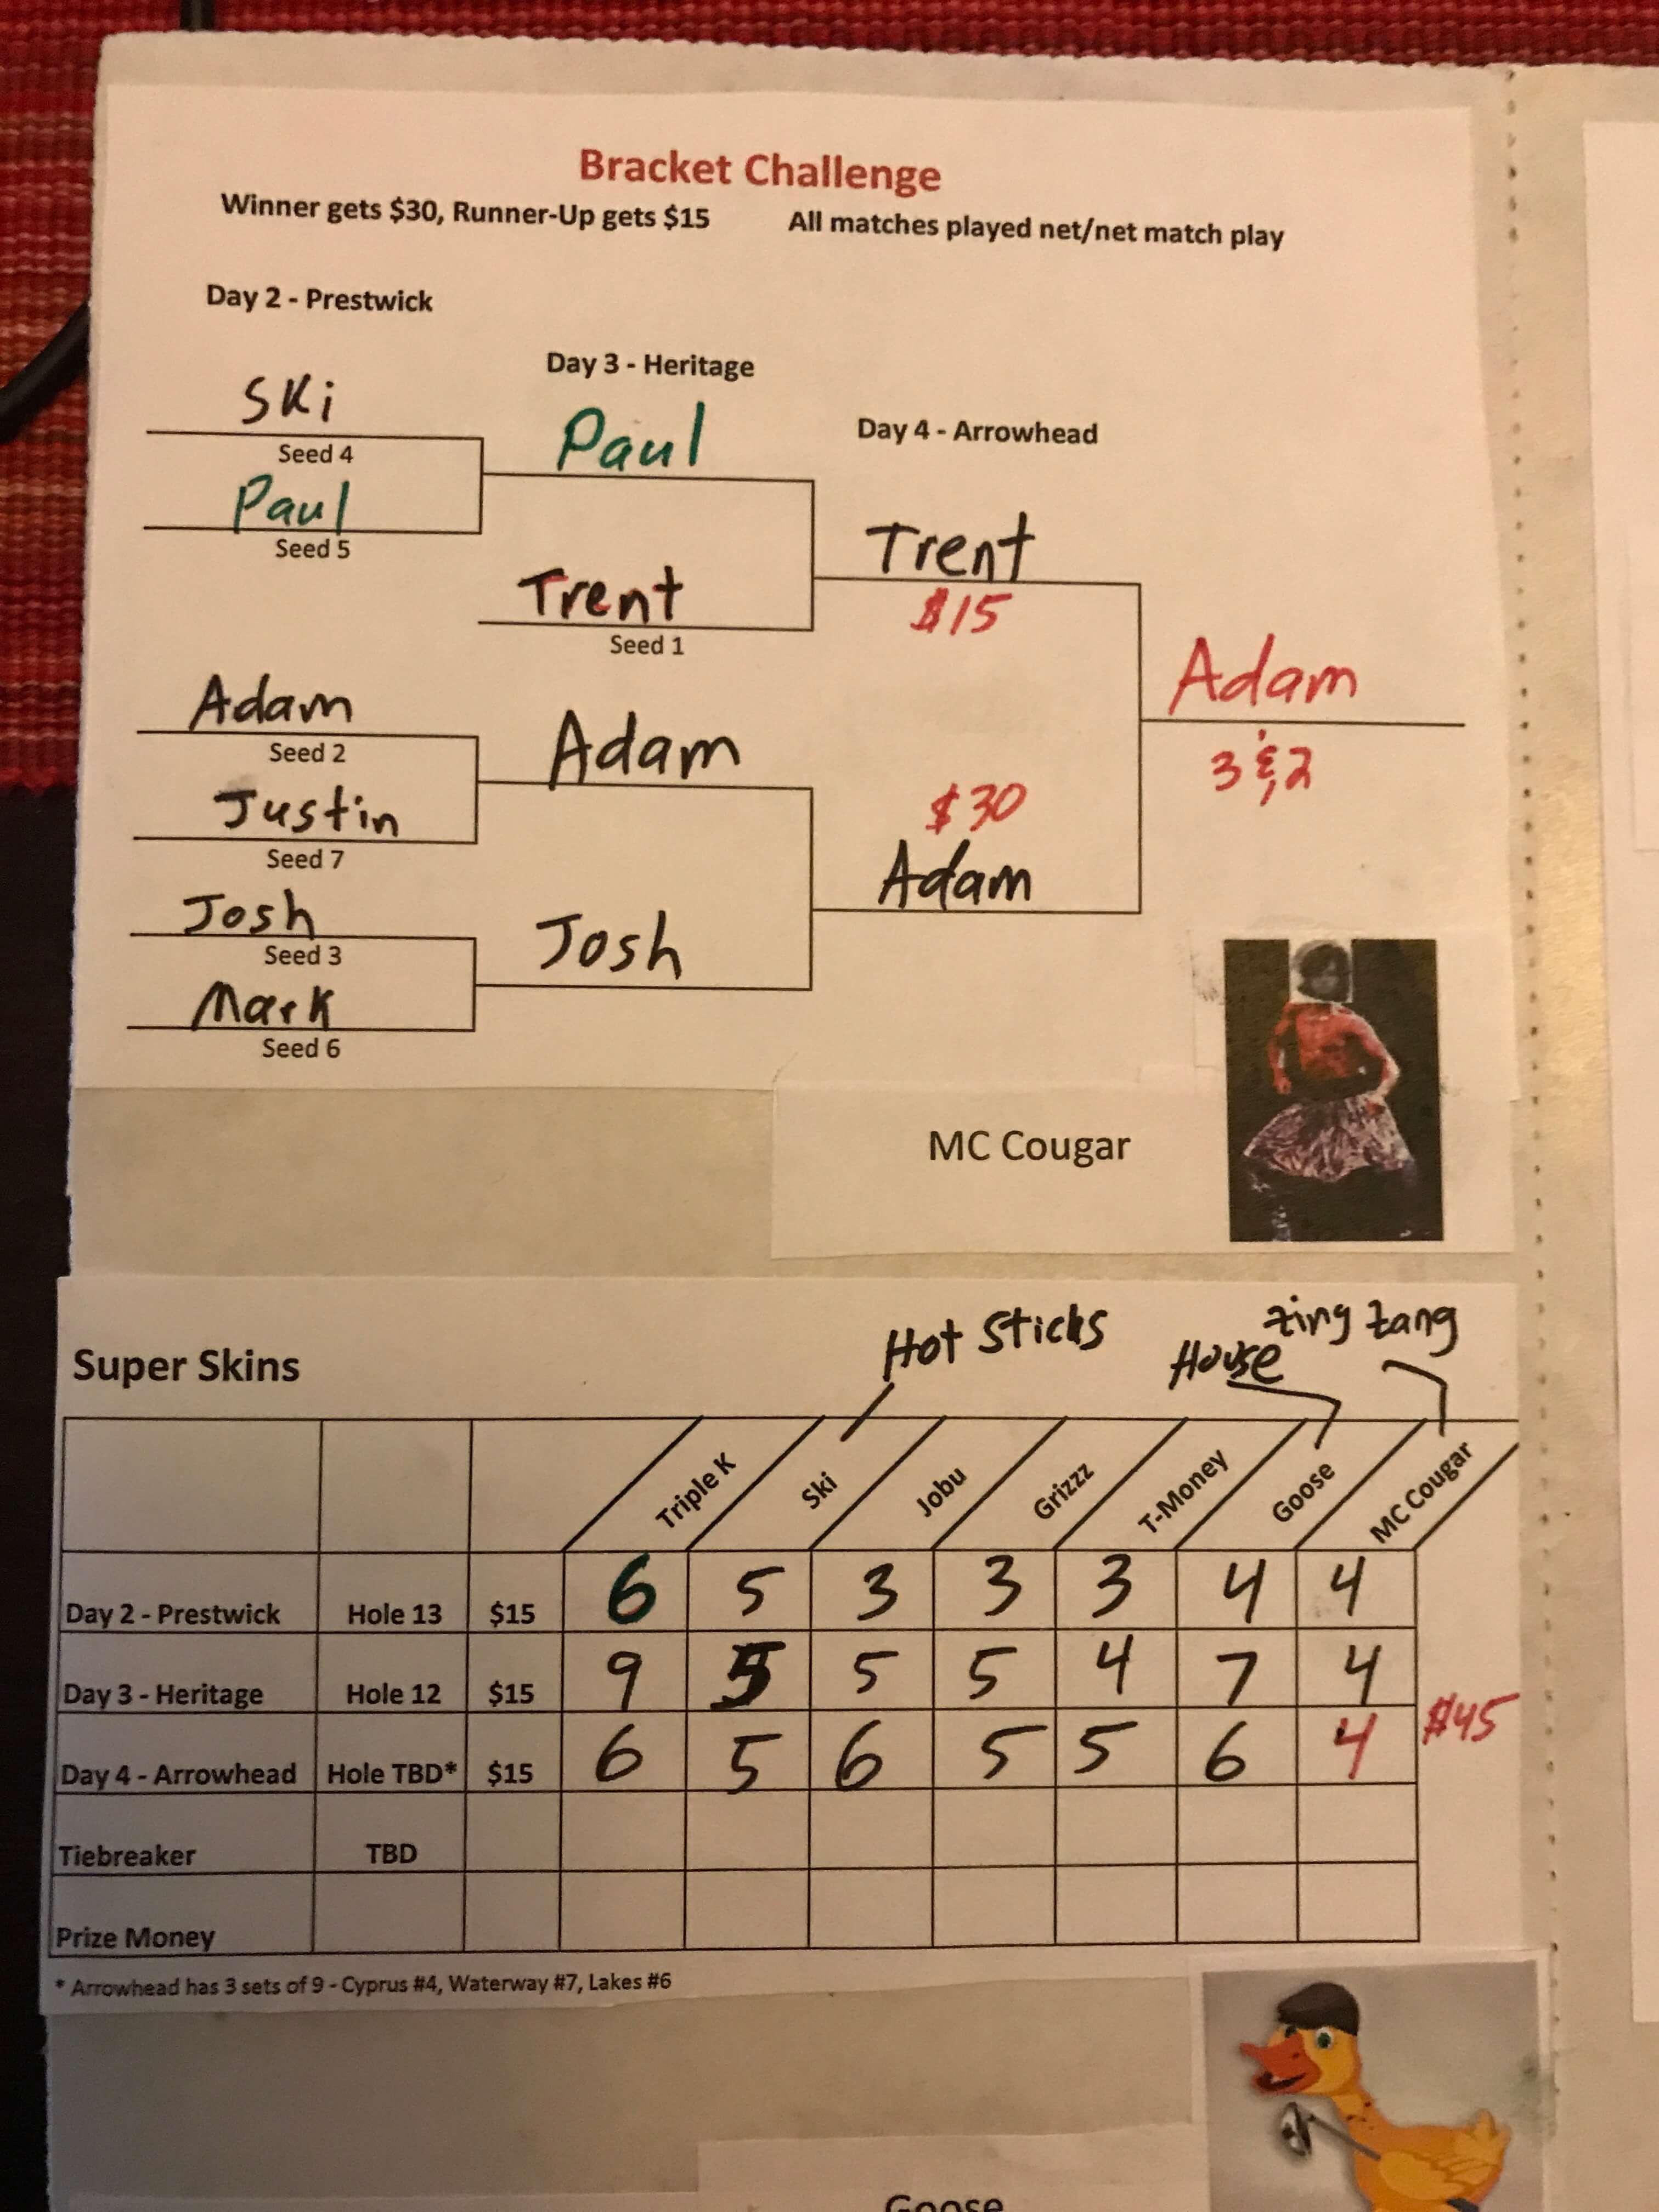 Bracket Challenge
Winner gets $30, Runner-Up gets $15 All matches played net/net match play
Day 2 - Prestwick
Day 3 - Heritage
Day 4 - Arrowhead
Ski
Seed 4
Paul
Seed 5
Paul
Trent
Seed 1
Trent
$15
Adam
Seed 2
Justin
Seed 7
Adam
Josh
Seed 3
Mark
Seed 6
Josh
$30
Adam
Adam
3 & 2
MC Cougar
Super Skins
Hot Sticks
House
Zing Zang
Triple K Ski Jobu Grizzz T-Money Goose MC Cougar
Day 2 - Prestwick Hole 13 $15 6 5 3 3 3 4 4
Day 3 - Heritage Hole 12 $15 9 5 5 5 4 7 4
Day 4 - Arrowhead Hole TBD* $15 6 5 6 5 5 6 4 $45
Tiebreaker TBD
Prize Money
* Arrowhead has 3 sets of 9 - Cyprus #4, Waterway #7, Lakes #6
Goose